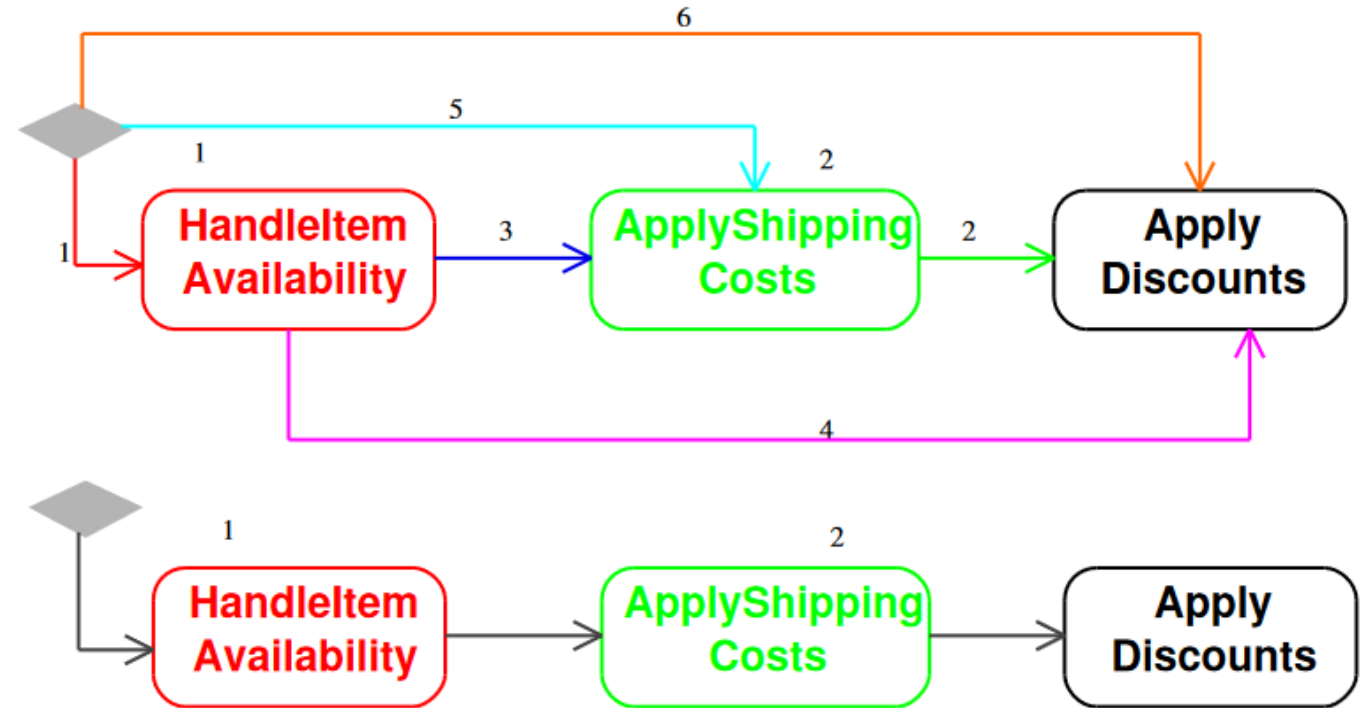 6
5
1
2
HandleItem
Availability
1
3
ApplyShipping
Costs
2
Apply
Discounts
4
1
2
HandleItem
Availability
ApplyShipping
Costs
Apply
Discounts